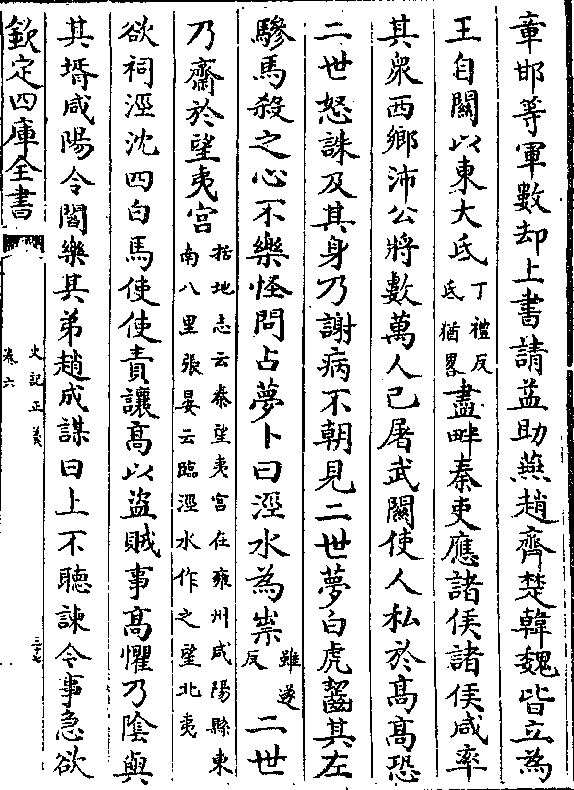 章邯等軍數却上書請益助燕趙齊楚韓魏皆立為
王自關以東大氐丁禮反氐猶畧盡畔秦吏應諸侯諸侯咸率
其衆西鄉沛公將數萬人已屠武關使人私於高高恐
二世怒誅及其身乃謝病不朝見二世夢白虎齧其左
驂馬殺之心不樂怪問占夢卜曰涇水為祟雖遂反二世
乃齋於望夷宮括地志云秦望夷宮在雍州咸陽縣東南八里張晏云臨涇水作之望北夷
欲祠涇沈四白馬使使責讓高以盜賊事高懼乃陰與
其壻咸陽令閻樂其弟趙成謀曰上不聽諫今事急欲
欽定四庫全書
史記正義
卷六
三十七